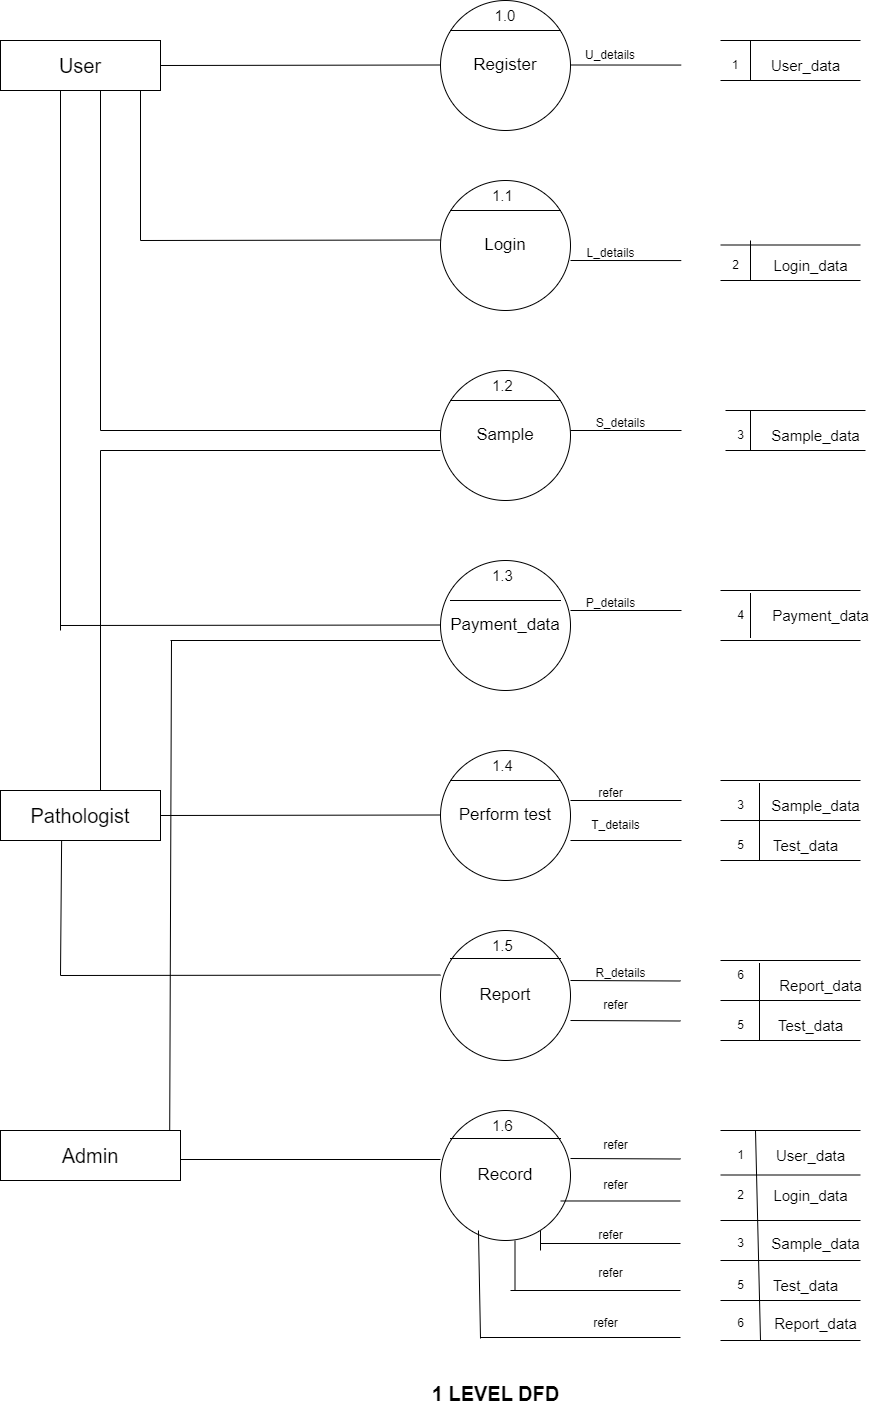 1.0
User
Register
U_details
1
User_data
1.1
Login
L_details
2
Login_data
1.2
Sample
S_details
3
Sample_data
1.3
Payment_data
P_details
4
Payment_data
1.4
Pathologist
Perform test
refer
T_details
3
Sample_data
5
Test_data
1.5
Report
R_details
refer
6
Report_data
5
Test_data
1.6
Admin
Record
refer
1
User_data
refer
2
Login_data
refer
3
Sample_data
refer
5
Test_data
refer
6
Report_data
1 LEVEL DFD